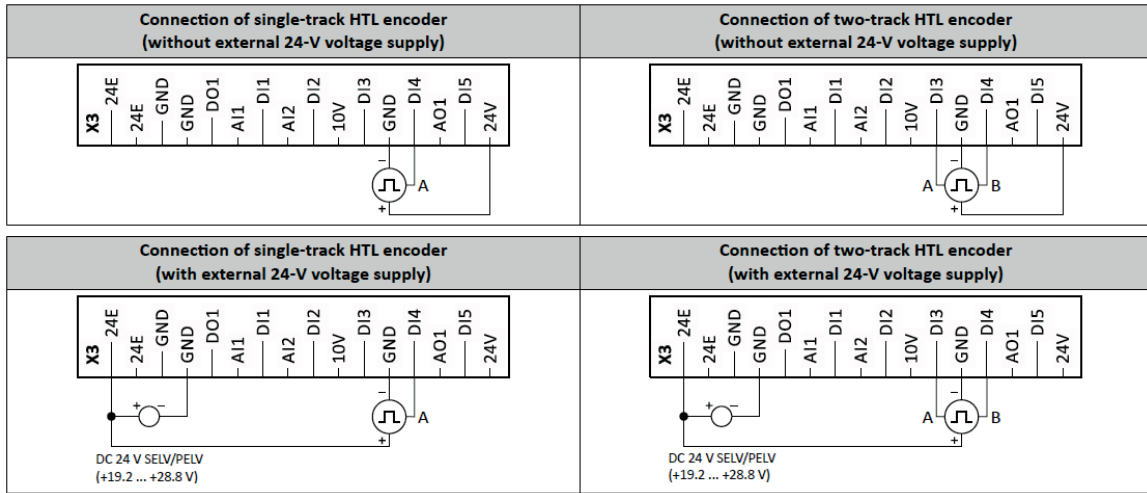 Connection of single-track HTL encoder
(without external 24-V voltage supply)
Connection of two-track HTL encoder
(without external 24-V voltage supply)
X3 24E 24E GND GND DO1 AI1 DI1 AI2 DI2 10V DI3 GND DI4 AO1 DI5 24V
−
A
+
X3 24E 24E GND GND DO1 AI1 DI1 AI2 DI2 10V DI3 GND DI4 AO1 DI5 24V
−
A B
+
Connection of single-track HTL encoder
(with external 24-V voltage supply)
Connection of two-track HTL encoder
(with external 24-V voltage supply)
X3 24E 24E GND GND DO1 AI1 DI1 AI2 DI2 10V DI3 GND DI4 AO1 DI5 24V
+ − −
A
+
DC 24 V SELV/PELV
(+19.2 ... +28.8 V)
X3 24E 24E GND GND DO1 AI1 DI1 AI2 DI2 10V DI3 GND DI4 AO1 DI5 24V
+ − −
A B
+
DC 24 V SELV/PELV
(+19.2 ... +28.8 V)